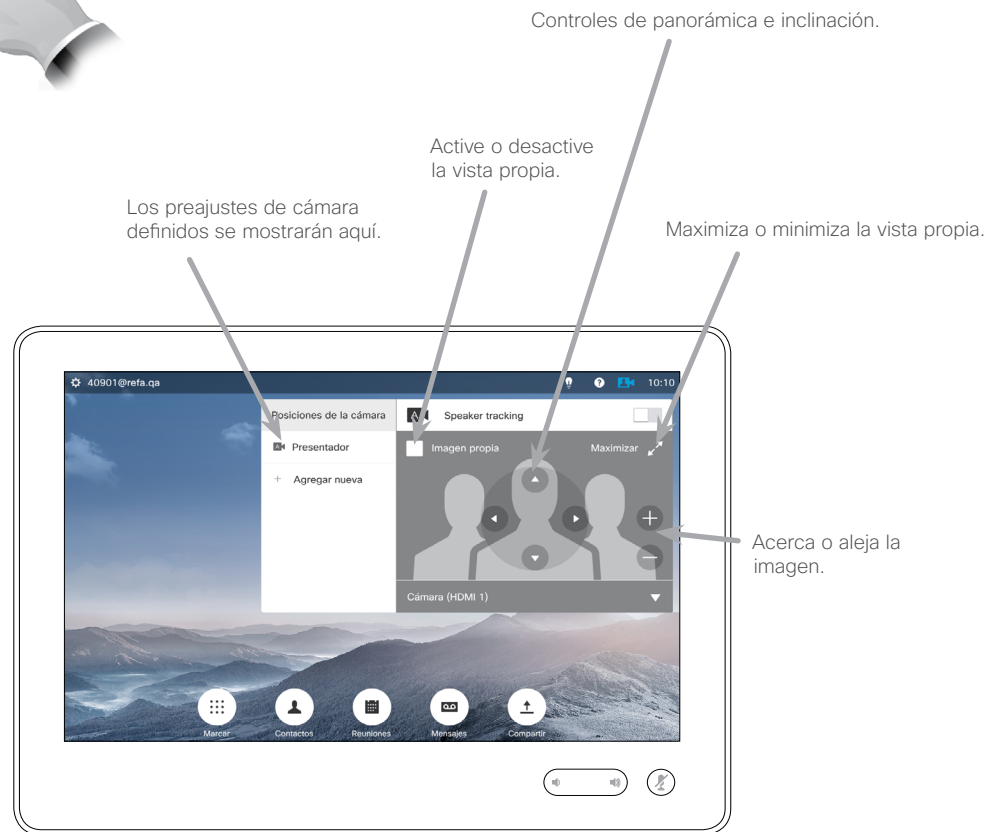 Controles de panorámica e inclinación.
Active o desactive
la vista propia.
Los preajustes de cámara
definidos se mostrarán aquí.
Maximiza o minimiza la vista propia.
40901@refa.qa
10:10
Posiciones de la cámara
Speaker tracking
Presentador
Imagen propia
Maximizar
+ Agregar nueva
Acerca o aleja la
imagen.
Cámara (HDMI 1)
Marcar
Contactos
Reuniones
Mensajes
Compartir